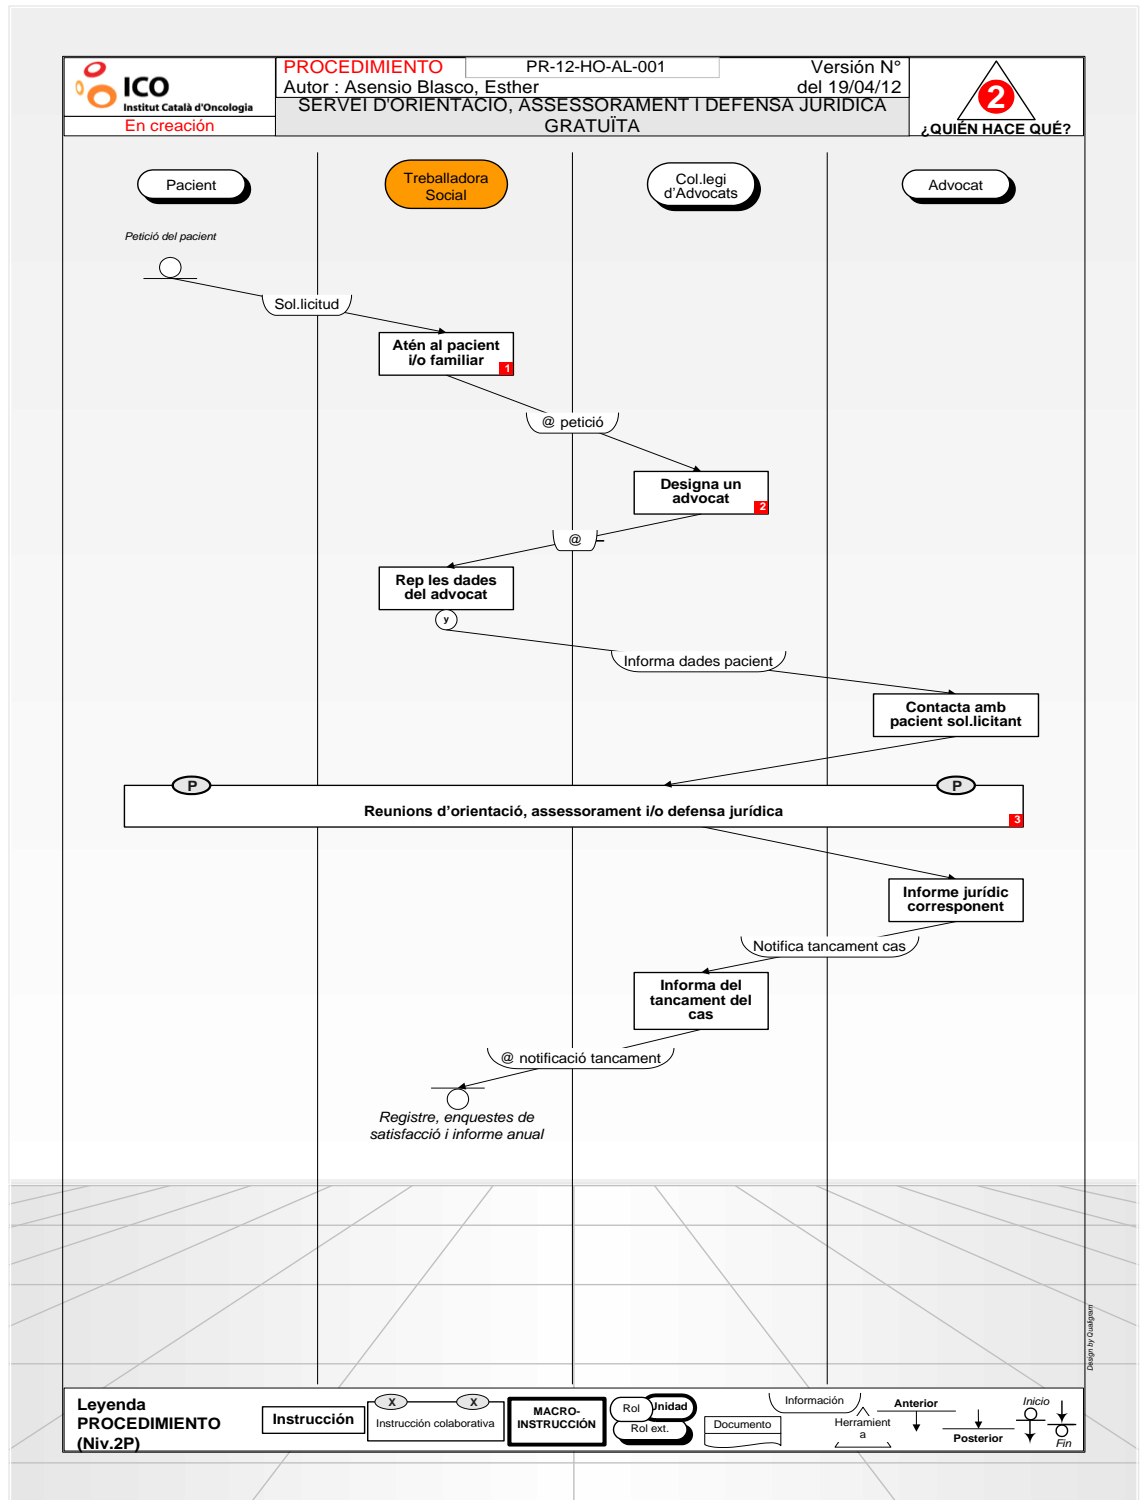 ICO
Institut Català d'Oncologia
En creación
PROCEDIMIENTO
PR-12-HO-AL-001
Versión N°
Autor : Asensio Blasco, Esther
del 19/04/12
SERVEI D'ORIENTACIÓ, ASSESSORAMENT I DEFENSA JURÍDICA
GRATUÏTA
2
¿QUIÉN HACE QUÉ?
Pacient
Treballadora
Social
Col.legi
d'Advocats
Advocat
Petició del pacient
Sol.licitud
Atén al pacient
i/o familiar
1
@ petició
Designa un
advocat
2
@
Rep les dades
del advocat
y
Informa dades pacient
Contacta amb
pacient sol.licitant
P
P
Reunions d'orientació, assessorament i/o defensa jurídica
3
Informe jurídic
corresponent
Notifica tancament cas
Informa del
tancament del
cas
@ notificació tancament
Registre, enquestes de
satisfacció i informe anual
Design by Qualigram
Leyenda
PROCEDIMIENTO
(Niv.2P)
Instrucción
X
X
Instrucción colaborativa
MACRO-
INSTRUCCIÓN
Rol
Unidad
Rol ext.
Documento
Información
Herramient
a
Anterior
Posterior
Inicio
Fin